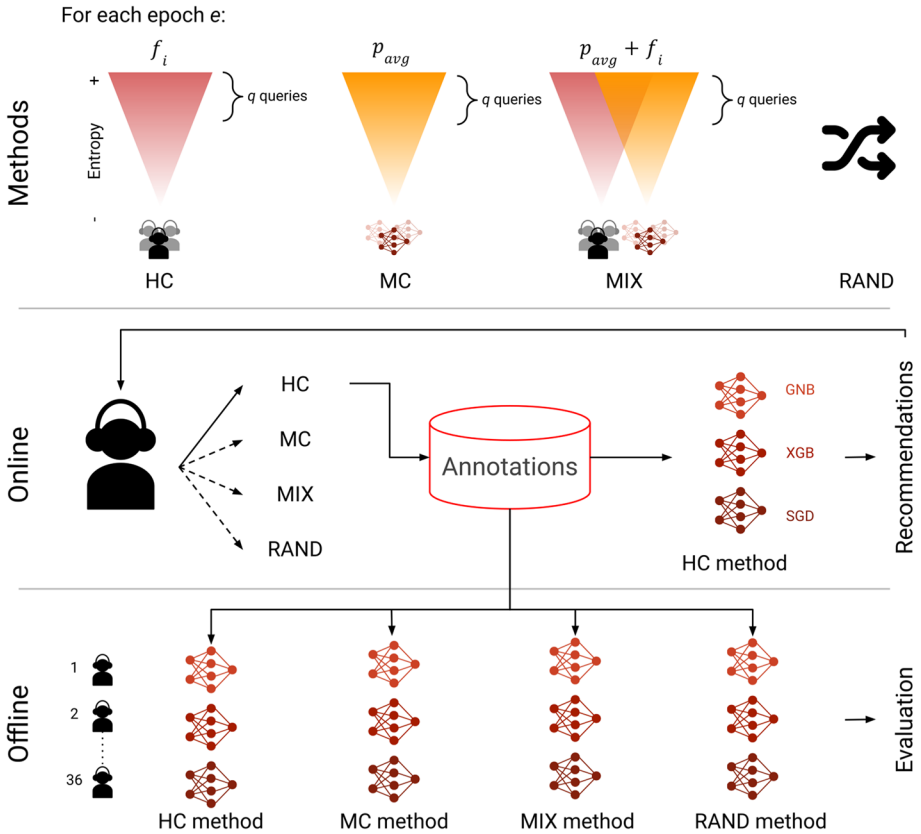 For each epoch e:
f_i
p_avg
p_avg + f_i
Methods
+
Entropy
-
q queries
q queries
q queries
HC
MC
MIX
RAND
Online
HC
MC
MIX
RAND
Annotations
GNB
XGB
SGD
HC method
Recommendations
Offline
1
2
36
HC method
MC method
MIX method
RAND method
Evaluation